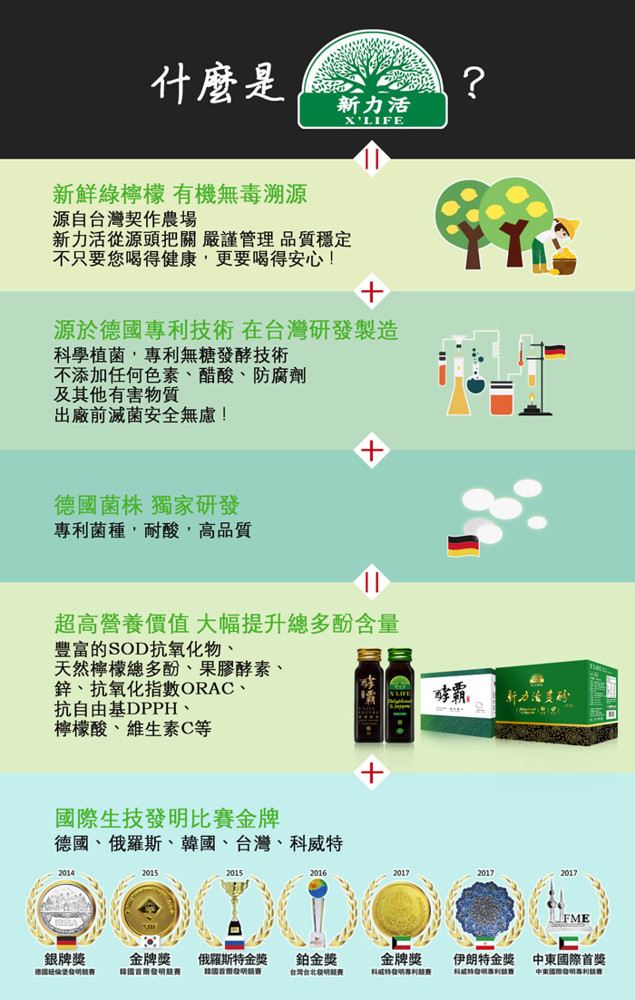 什麼是
新力活
X'LIFE
?
新鮮綠檸檬 有機無毒溯源
源自台灣契作農場
新力活從源頭把關 嚴謹管理 品質穩定
不只要您喝得健康，更要喝得安心！
源於德國專利技術 在台灣研發製造
科學植菌，專利無糖發酵技術
不添加任何色素、醋酸、防腐劑
及其他有害物質
出廠前滅菌安全無慮！
德國菌株 獨家研發
專利菌種，耐酸，高品質
超高營養價值 大幅提升總多酚含量
豐富的SOD抗氧化物、
天然檸檬總多酚、果膠酵素、
鋅、抗氧化指數ORAC、
抗自由基DPPH、
檸檬酸、維生素C等
酵霸
X'LIFE
酵霸
新力活多酚
國際生技發明比賽金牌
德國、俄羅斯、韓國、台灣、科威特
2014
銀牌獎
德國紐倫堡發明競賽
2015
金牌獎
韓國首爾發明競賽
2015
俄羅斯特金獎
韓國首爾發明競賽
2016
鉑金獎
台灣台北發明競賽
2017
金牌獎
科威特發明專利競賽
2017
伊朗特金獎
科威特發明專利競賽
2017
IFME
中東國際首獎
中東國際發明專利競賽